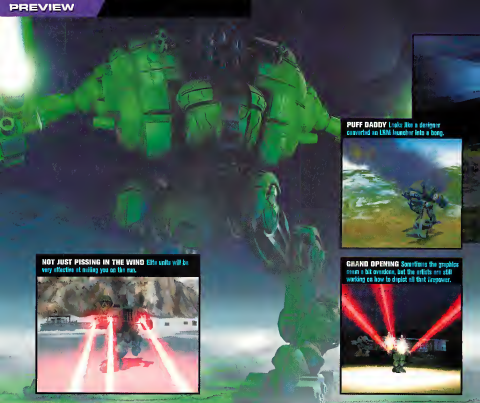 PREVIEW
PUFF DADDY Looks like a designer
converted an LRM launcher into a bong.
NOT JUST PISSING IN THE WIND Elite units will be
very effective at making you on the run.
GRAND OPENING Sometimes the graphics
seem a bit overdone, but the artists are still
working on how to depict all that firepower.